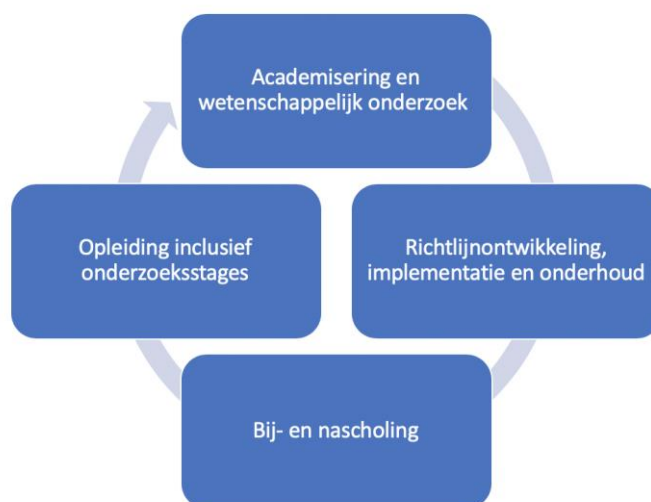 Academisering en
wetenschappelijk onderzoek
Richtlijnontwikkeling,
implementatie en onderhoud
Bij- en nascholing
Opleiding inclusief
onderzoeksstages